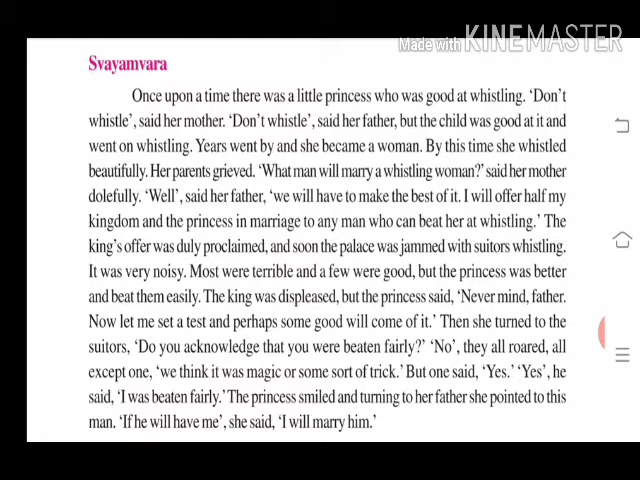 Made with KINEMASTER
Svayamvara
Once upon a time there was a little princess who was good at whistling. ‘Don’t
whistle’, said her mother. ‘Don’t whistle’, said her father, but the child was good at it and
went on whistling. Years went by and she became a woman. By this time she whistled
beautifully. Her parents grieved. ‘What man will marry a whistling woman?’ said her mother
dolefully. ‘Well’, said her father, ‘we will have to make the best of it. I will offer half my
kingdom and the princess in marriage to any man who can beat her at whistling.’ The
king’s offer was duly proclaimed, and soon the palace was jammed with suitors whistling.
It was very noisy. Most were terrible and a few were good, but the princess was better
and beat them easily. The king was displeased, but the princess said, ‘Never mind, father.
Now let me set a test and perhaps some good will come of it.’ Then she turned to the
suitors, ‘Do you acknowledge that you were beaten fairly?’ ‘No’, they all roared, all
except one, ‘we think it was magic or some sort of trick.’ But one said, ‘Yes.’ ‘Yes’, he
said, ‘I was beaten fairly.’ The princess smiled and turning to her father she pointed to this
man. ‘If he will have me’, she said, ‘I will marry him.’